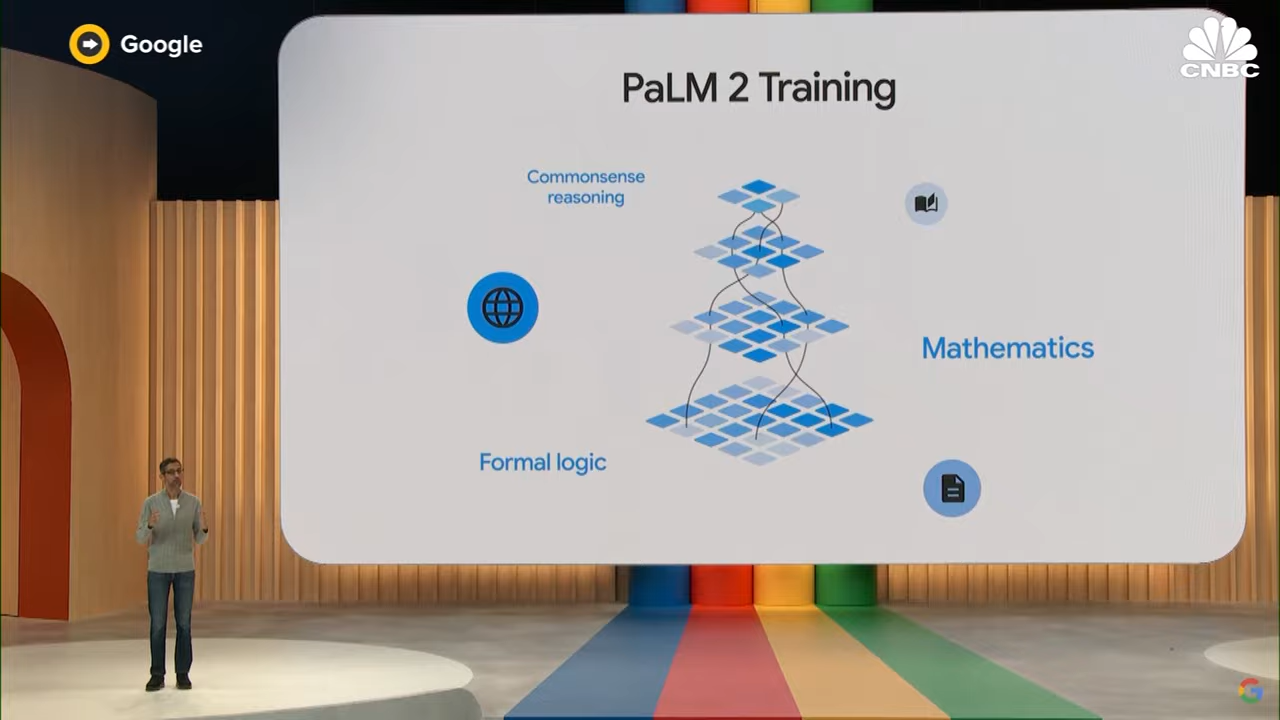 Google
CNBC
PaLM 2 Training
Commonsense
reasoning
Mathematics
Formal logic